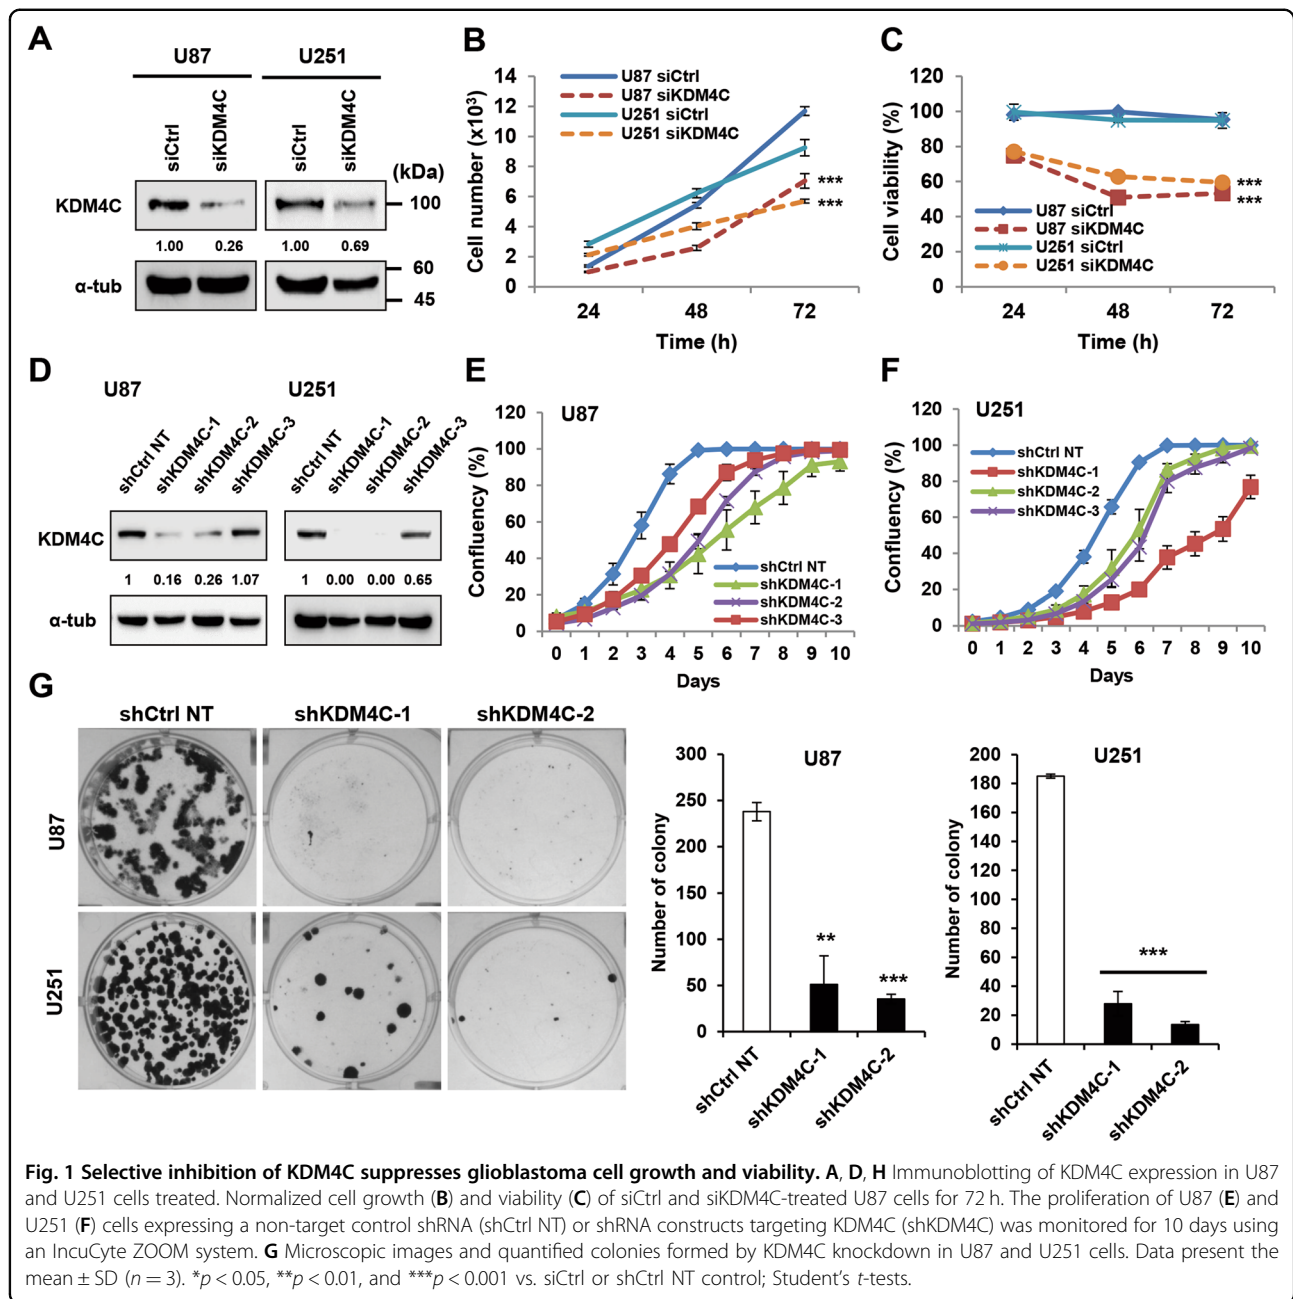 A
U87
U251
siCtrl
siKDM4C
siCtrl
siKDM4C
(kDa)
KDM4C
100
1.00
0.26
1.00
0.69
α-tub
60
45
B
Cell number (x10³)
14
12
10
8
6
4
2
0
24
48
72
Time (h)
U87 siCtrl
U87 siKDM4C
U251 siCtrl
U251 siKDM4C
***
***
C
Cell viability (%)
120
100
80
60
40
20
0
24
48
72
Time (h)
U87 siCtrl
U87 siKDM4C
U251 siCtrl
U251 siKDM4C
***
***
D
U87
U251
shCtrl NT
shKDM4C-1
shKDM4C-2
shKDM4C-3
shCtrl NT
shKDM4C-1
shKDM4C-2
shKDM4C-3
KDM4C
1
0.16
0.26
1.07
1
0.00
0.00
0.65
α-tub
E
U87
Confluency (%)
120
100
80
60
40
20
0
0 1 2 3 4 5 6 7 8 9 10
Days
shCtrl NT
shKDM4C-1
shKDM4C-2
shKDM4C-3
F
U251
Confluency (%)
120
100
80
60
40
20
0
0 1 2 3 4 5 6 7 8 9 10
Days
shCtrl NT
shKDM4C-1
shKDM4C-2
shKDM4C-3
G
shCtrl NT
shKDM4C-1
shKDM4C-2
U87
U251
U87
Number of colony
300
250
200
150
100
50
0
**
***
shCtrl NT
shKDM4C-1
shKDM4C-2
U251
Number of colony
200
180
160
140
120
100
80
60
40
20
0
***
shCtrl NT
shKDM4C-1
shKDM4C-2
Fig. 1 Selective inhibition of KDM4C suppresses glioblastoma cell growth and viability. A, D, H Immunoblotting of KDM4C expression in U87
and U251 cells treated. Normalized cell growth (B) and viability (C) of siCtrl and siKDM4C-treated U87 cells for 72 h. The proliferation of U87 (E) and
U251 (F) cells expressing a non-target control shRNA (shCtrl NT) or shRNA constructs targeting KDM4C (shKDM4C) was monitored for 10 days using
an IncuCyte ZOOM system. G Microscopic images and quantified colonies formed by KDM4C knockdown in U87 and U251 cells. Data present the
mean ± SD (n = 3). *p < 0.05, **p < 0.01, and ***p < 0.001 vs. siCtrl or shCtrl NT control; Student's t-tests.